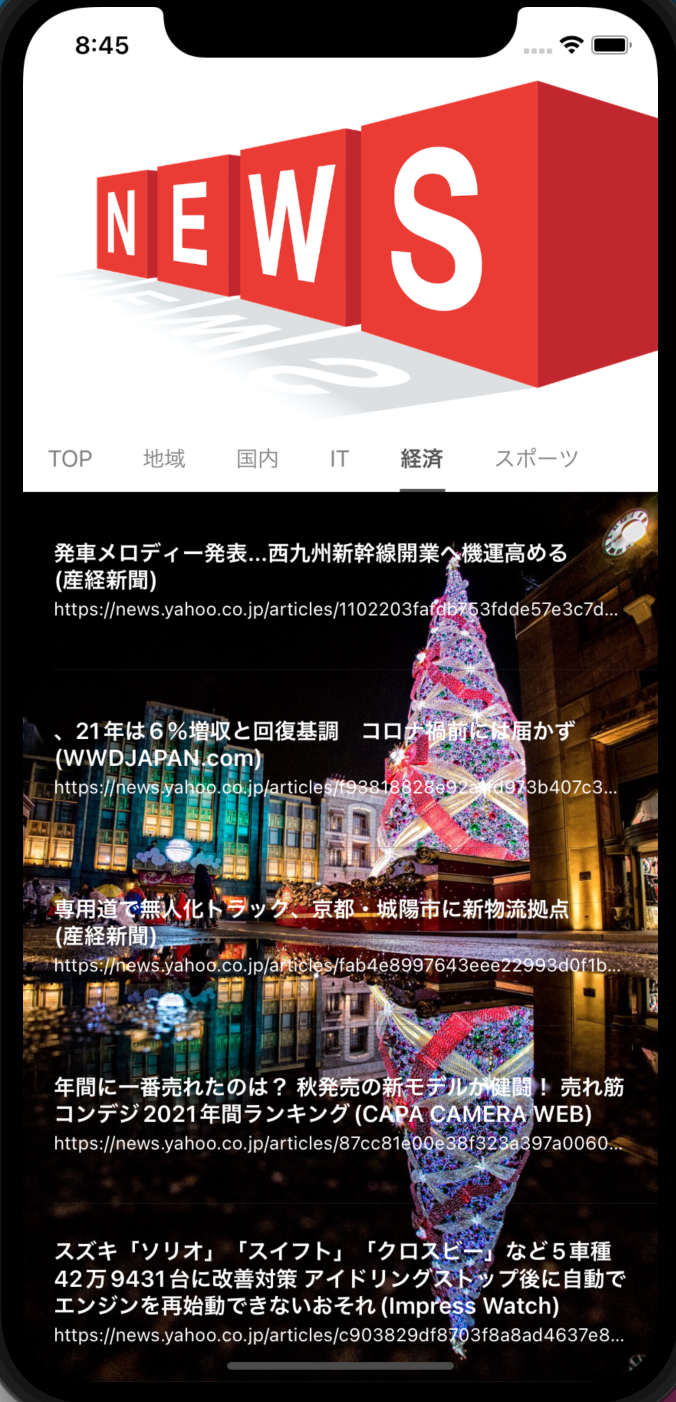 8:45
NEWS
TOP 地域 国内 IT 経済 スポーツ
発車メロディー発表…西九州新幹線開業へ機運高める
(産経新聞)
https://news.yahoo.co.jp/articles/1102203fafdb753fdde57e3c7d...
、21年は6%増収と回復基調　コロナ禍前には届かず
(WWDJAPAN.com)
https://news.yahoo.co.jp/articles/f93818828e92a4fd973b407c3...
専用道で無人化トラック、京都・城陽市に新物流拠点
(産経新聞)
https://news.yahoo.co.jp/articles/fab4e8997643eee22993d0f1b...
年間に一番売れたのは？ 秋発売の新モデルが健闘！ 売れ筋
コンデジ2021年間ランキング(CAPA CAMERA WEB)
https://news.yahoo.co.jp/articles/87cc81e00e38f323a397a0060...
スズキ「ソリオ」「スイフト」「クロスビー」など5車種
42万9431台に改善対策 アイドリングストップ後に自動で
エンジンを再始動できないおそれ(Impress Watch)
https://news.yahoo.co.jp/articles/c903829df8703f8a8ad4637e8...